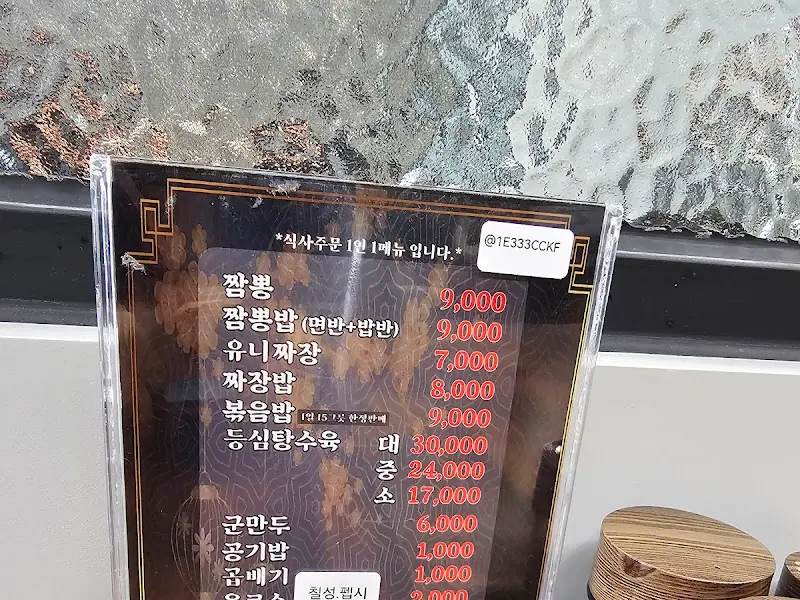 *식사주문 1인 1메뉴 입니다.*
@1E333CCKF
짬뽕 9,000
짬뽕밥 (면반+밥반) 9,000
유니짜장 7,000
짜장밥 8,000
볶음밥 1일 15그릇 한정판매 9,000
등심탕수육 대 30,000
중 24,000
소 17,000
군만두 6,000
공기밥 1,000
곱배기 1,000
칠성.펩시 2,000